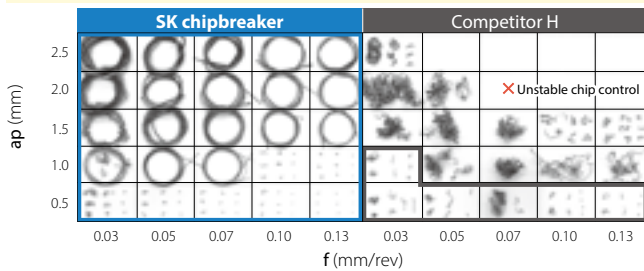 SK chipbreaker Competitor H
2.5
2.0
✕ Unstable chip control
ap (mm)
1.5
1.0
0.5
0.03 0.05 0.07 0.10 0.13 0.03 0.05 0.07 0.10 0.13
f (mm/rev)